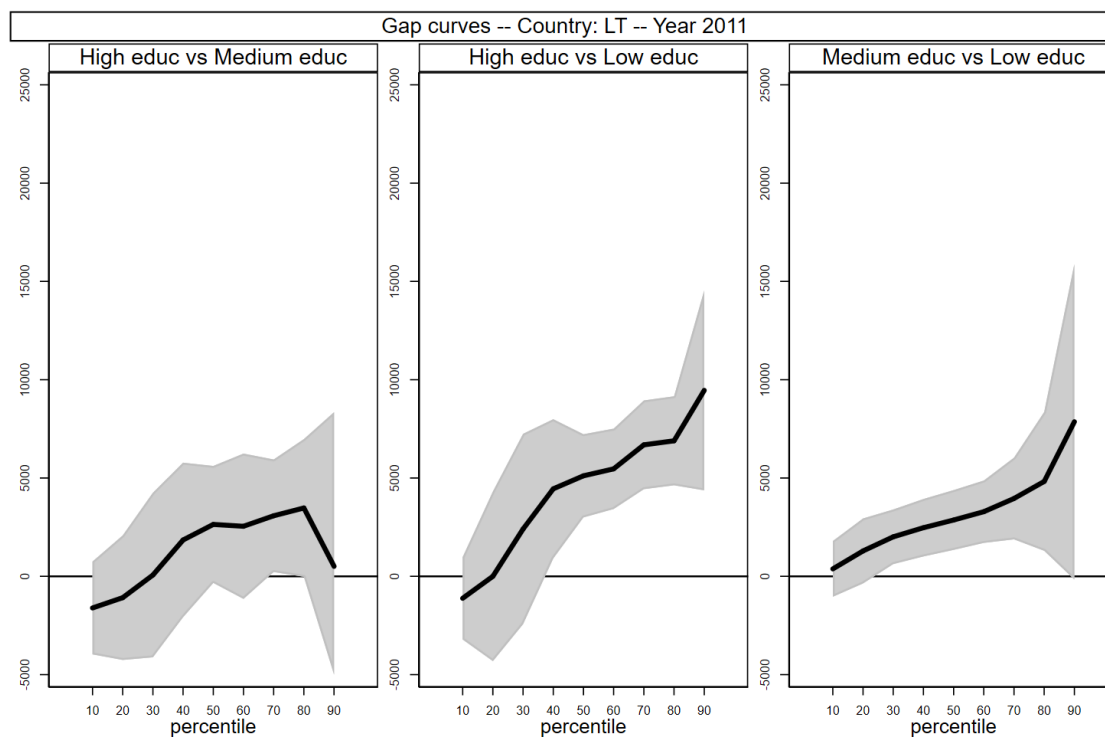 Gap curves -- Country: LT -- Year 2011
High educ vs Medium educ
25000
20000
15000
10000
5000
0
-5000
10 20 30 40 50 60 70 80 90
percentile
High educ vs Low educ
25000
20000
15000
10000
5000
0
-5000
10 20 30 40 50 60 70 80 90
percentile
Medium educ vs Low educ
25000
20000
15000
10000
5000
0
-5000
10 20 30 40 50 60 70 80 90
percentile